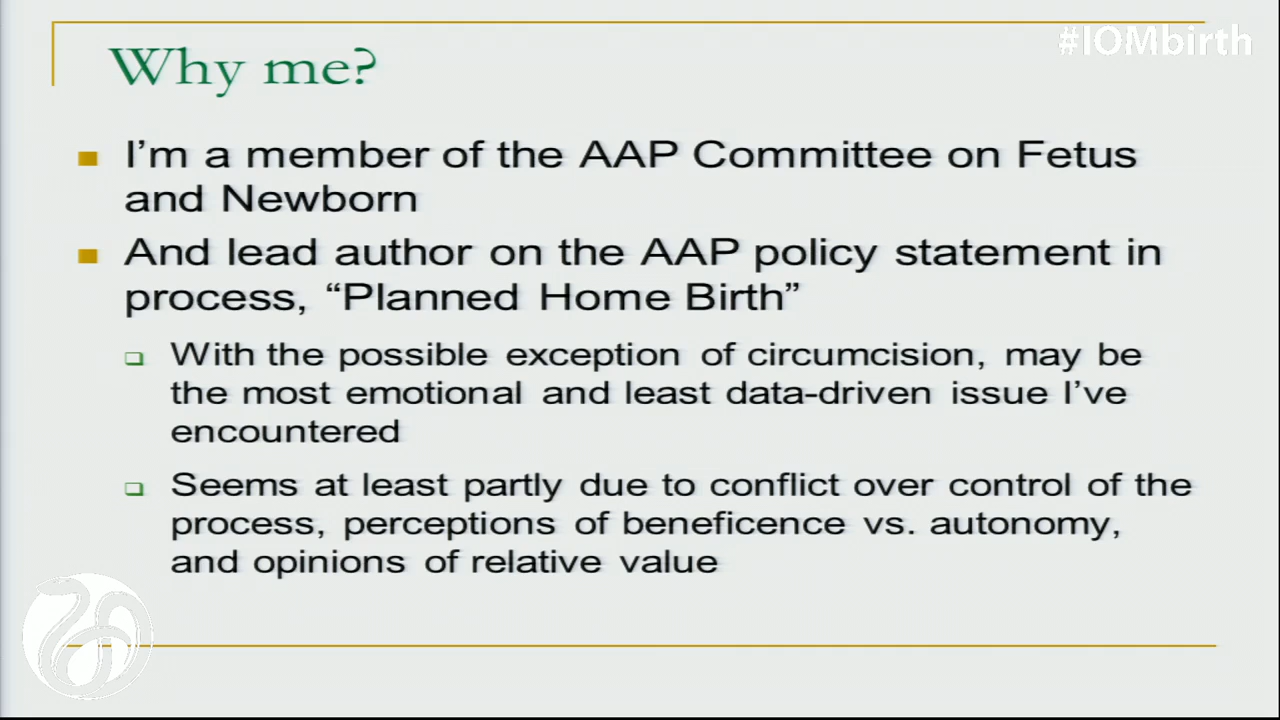 #IOMbirth
Why me?
I'm a member of the AAP Committee on Fetus
and Newborn
And lead author on the AAP policy statement in
process, “Planned Home Birth”
With the possible exception of circumcision, may be
the most emotional and least data-driven issue I've
encountered
Seems at least partly due to conflict over control of the
process, perceptions of beneficence vs. autonomy,
and opinions of relative value